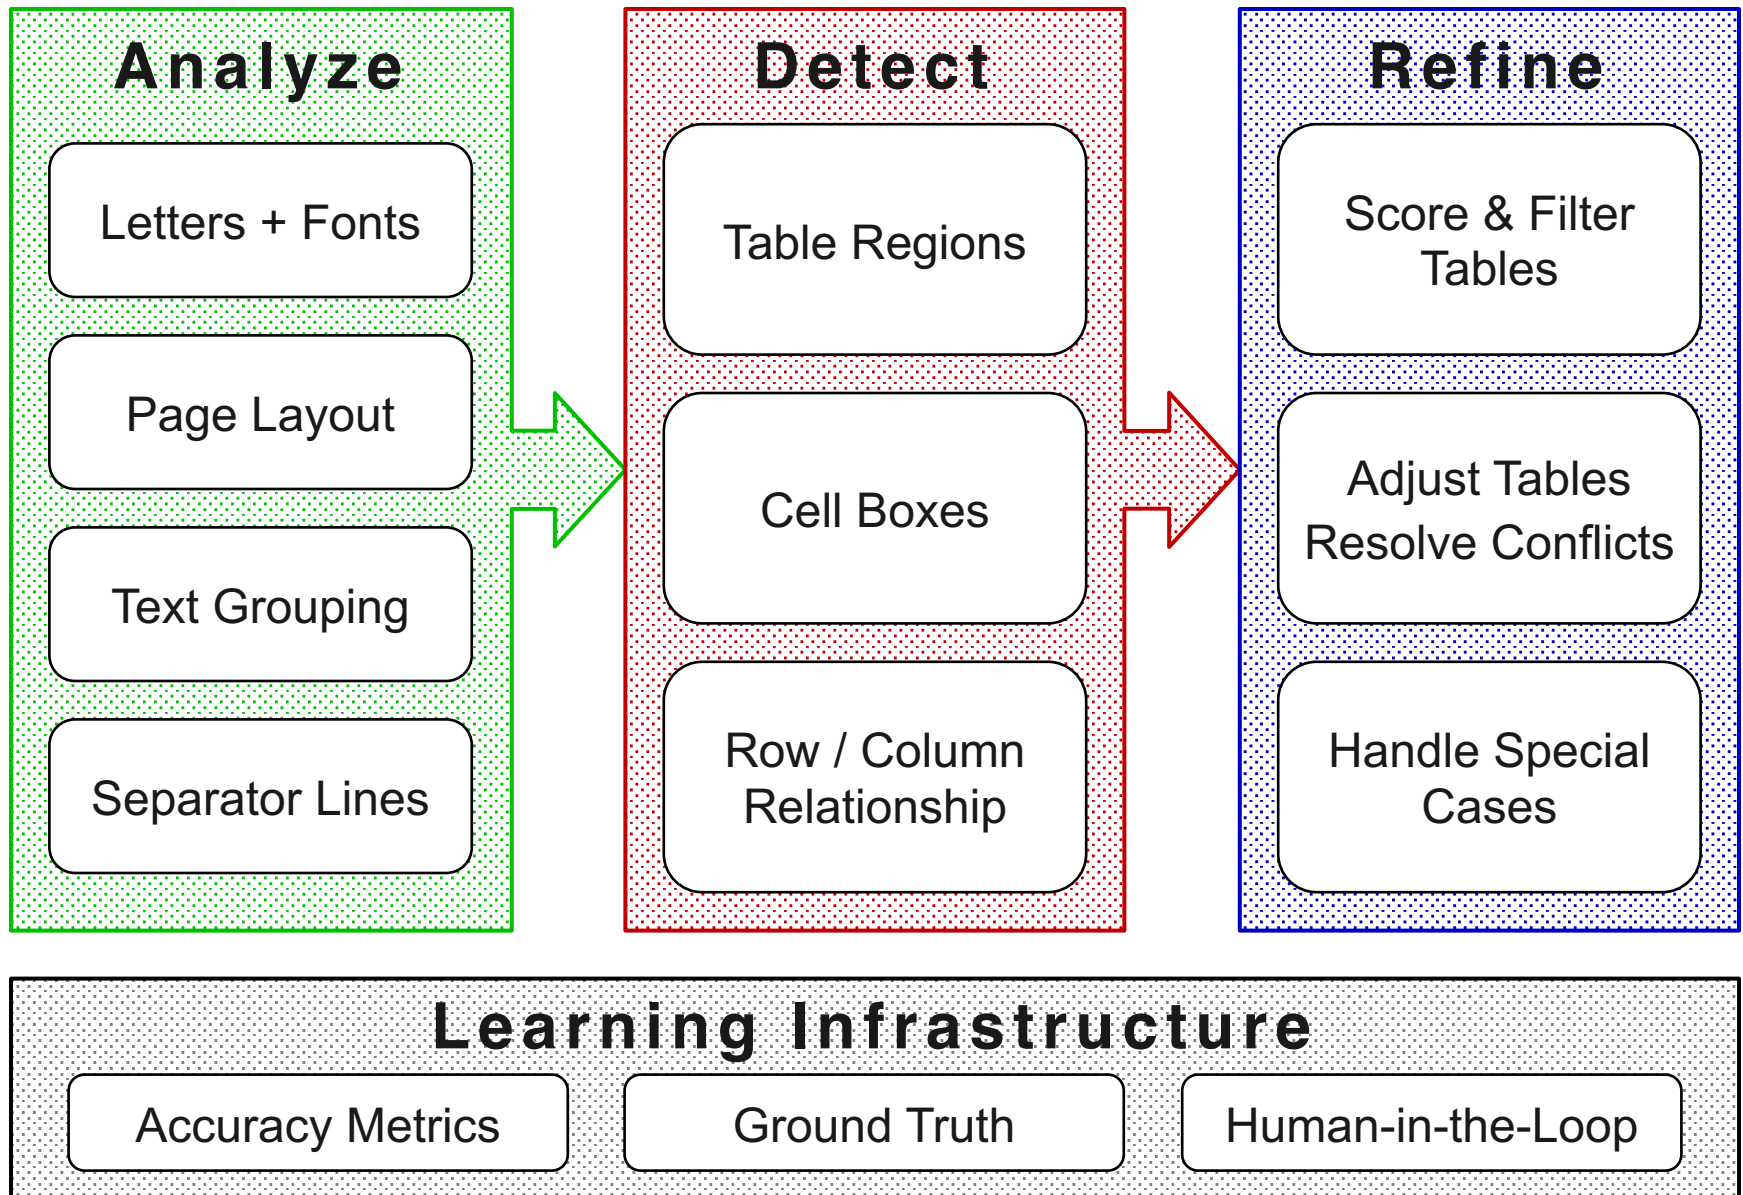 Analyze
Letters + Fonts
Page Layout
Text Grouping
Separator Lines
Detect
Table Regions
Cell Boxes
Row / Column
Relationship
Refine
Score & Filter
Tables
Adjust Tables
Resolve Conflicts
Handle Special
Cases
Learning Infrastructure
Accuracy Metrics
Ground Truth
Human-in-the-Loop